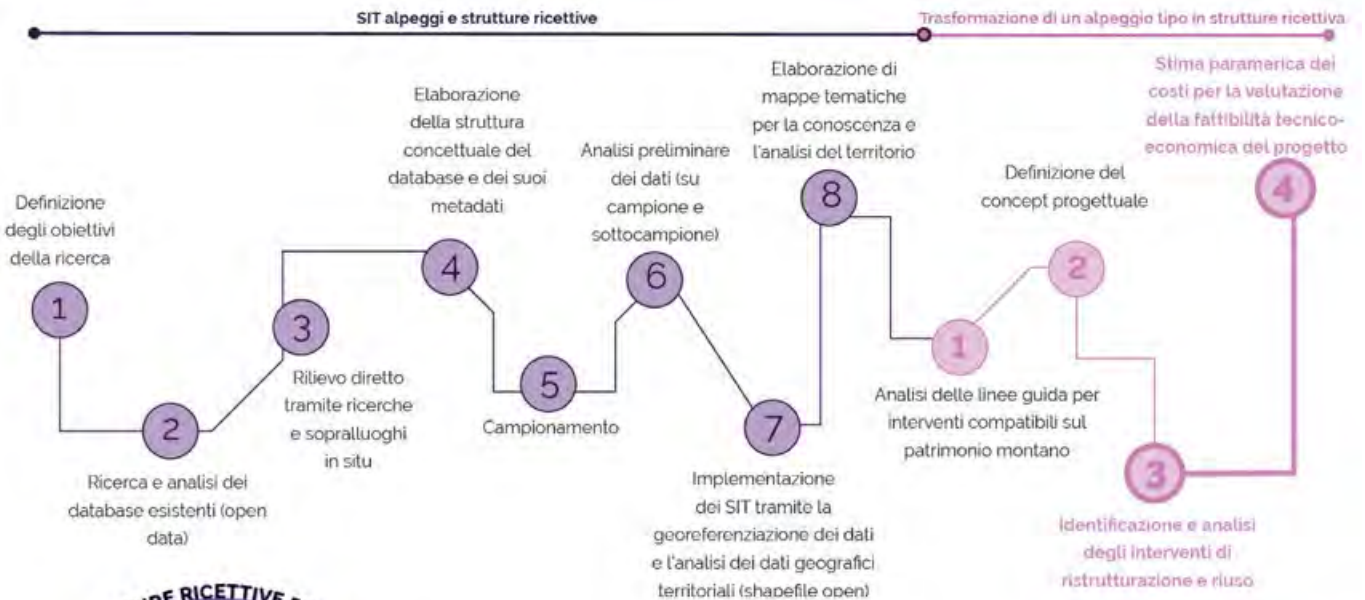 SIT alpeggi e strutture ricettive
Trasformazione di un alpeggio tipo in strutture ricettiva
1
Definizione
degli obiettivi
della ricerca
2
Ricerca e analisi dei
database esistenti (open
data)
3
Rilievo diretto
tramite ricerche
e sopralluoghi
in situ
4
Elaborazione
della struttura
concettuale del
database e dei suoi
metadati
5
Campionamento
6
Analisi preliminare
dei dati (su
campione e
sottocampione)
7
Implementazione
dei SIT tramite la
georeferenziazione dei dati
e l'analisi dei dati geografici
territoriali (shapefile open)
8
Elaborazione di
mappe tematiche
per la conoscenza e
l'analisi del territorio
1
Analisi delle linee guida per
interventi compatibili sul
patrimonio montano
2
Definizione del
concept progettuale
3
Identificazione e analisi
degli interventi di
ristrutturazione e riuso
4
Stima paramerica dei
costi per la valutazione
della fattibilità tecnico-
economica del progetto
RICETTIVE